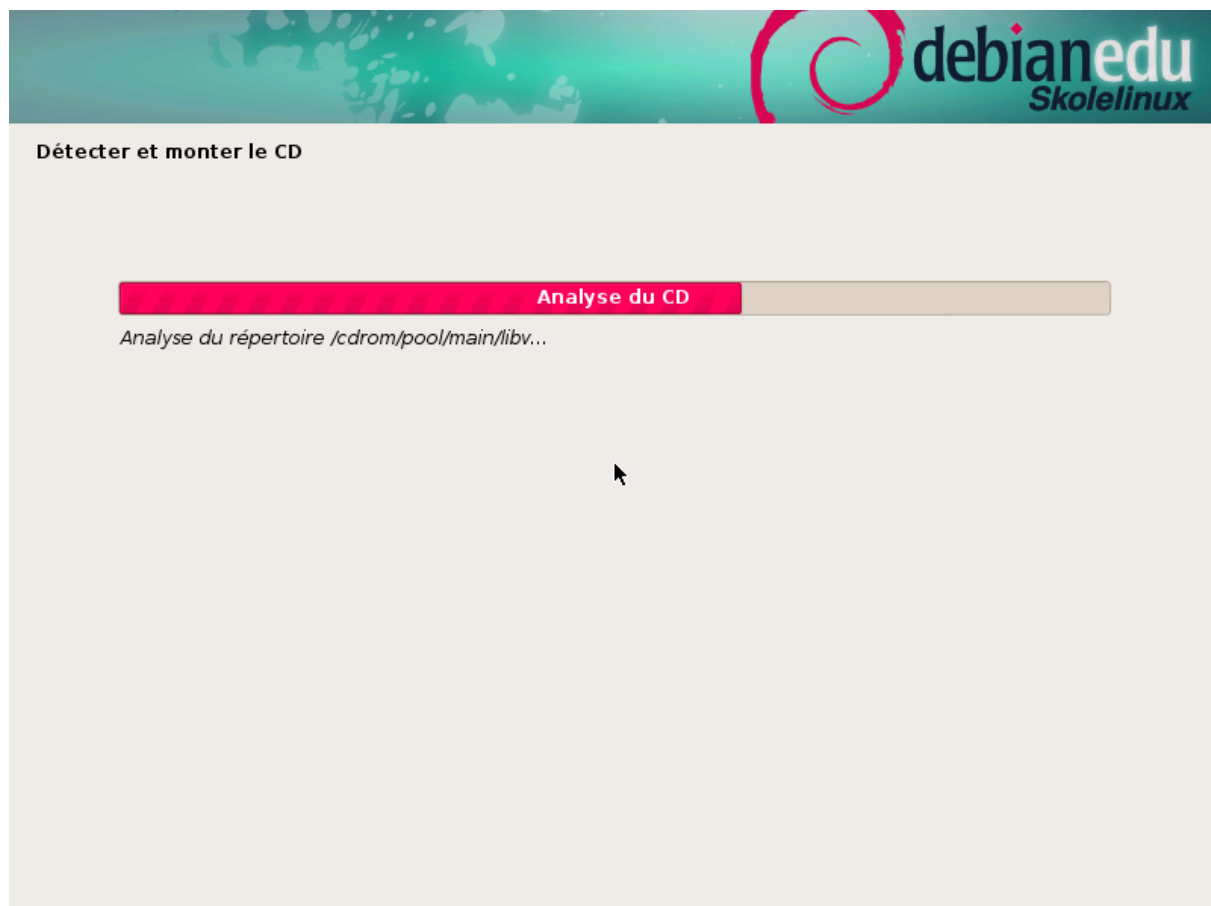 debianedu
Skolelinux
Détecter et monter le CD
Analyse du CD
Analyse du répertoire /cdrom/pool/main/libv...